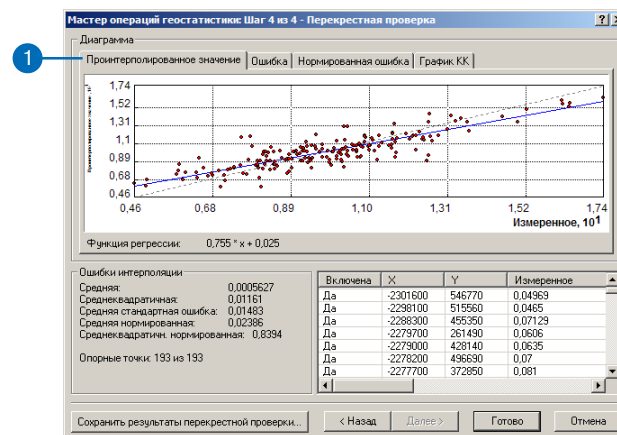 Мастер операций геостатистики: Шаг 4 из 4 - Перекрестная проверка
Диаграмма
1
Проинтерполированное значение Ошибка Нормированная ошибка График КК
1,74
1,52
1,31
1,1
0,89
0,68
0,46
0,46 0,68 0,89 1,10 1,31 1,52 1,74
Измеренное, 10¹
Функция регрессии: 0,755 * x + 0,025
Ошибки интерполяции
Средняя: 0,0005627
Среднеквадратичная: 0,01161
Средняя стандартная ошибка: 0,01483
Средняя нормированная: 0,02386
Среднеквадратичн. нормированная: 0,8394
Опорные точки: 193 из 193
Включена X Y Измеренное
Да -2301600 546770 0,04969
Да -2298100 515560 0,0465
Да -2288300 455350 0,07129
Да -2279700 261490 0,0606
Да -2279000 428140 0,0635
Да -2278200 496690 0,07
Да -2277700 372850 0,081
Сохранить результаты перекрестной проверки... < Назад Далее > Готово Отмена